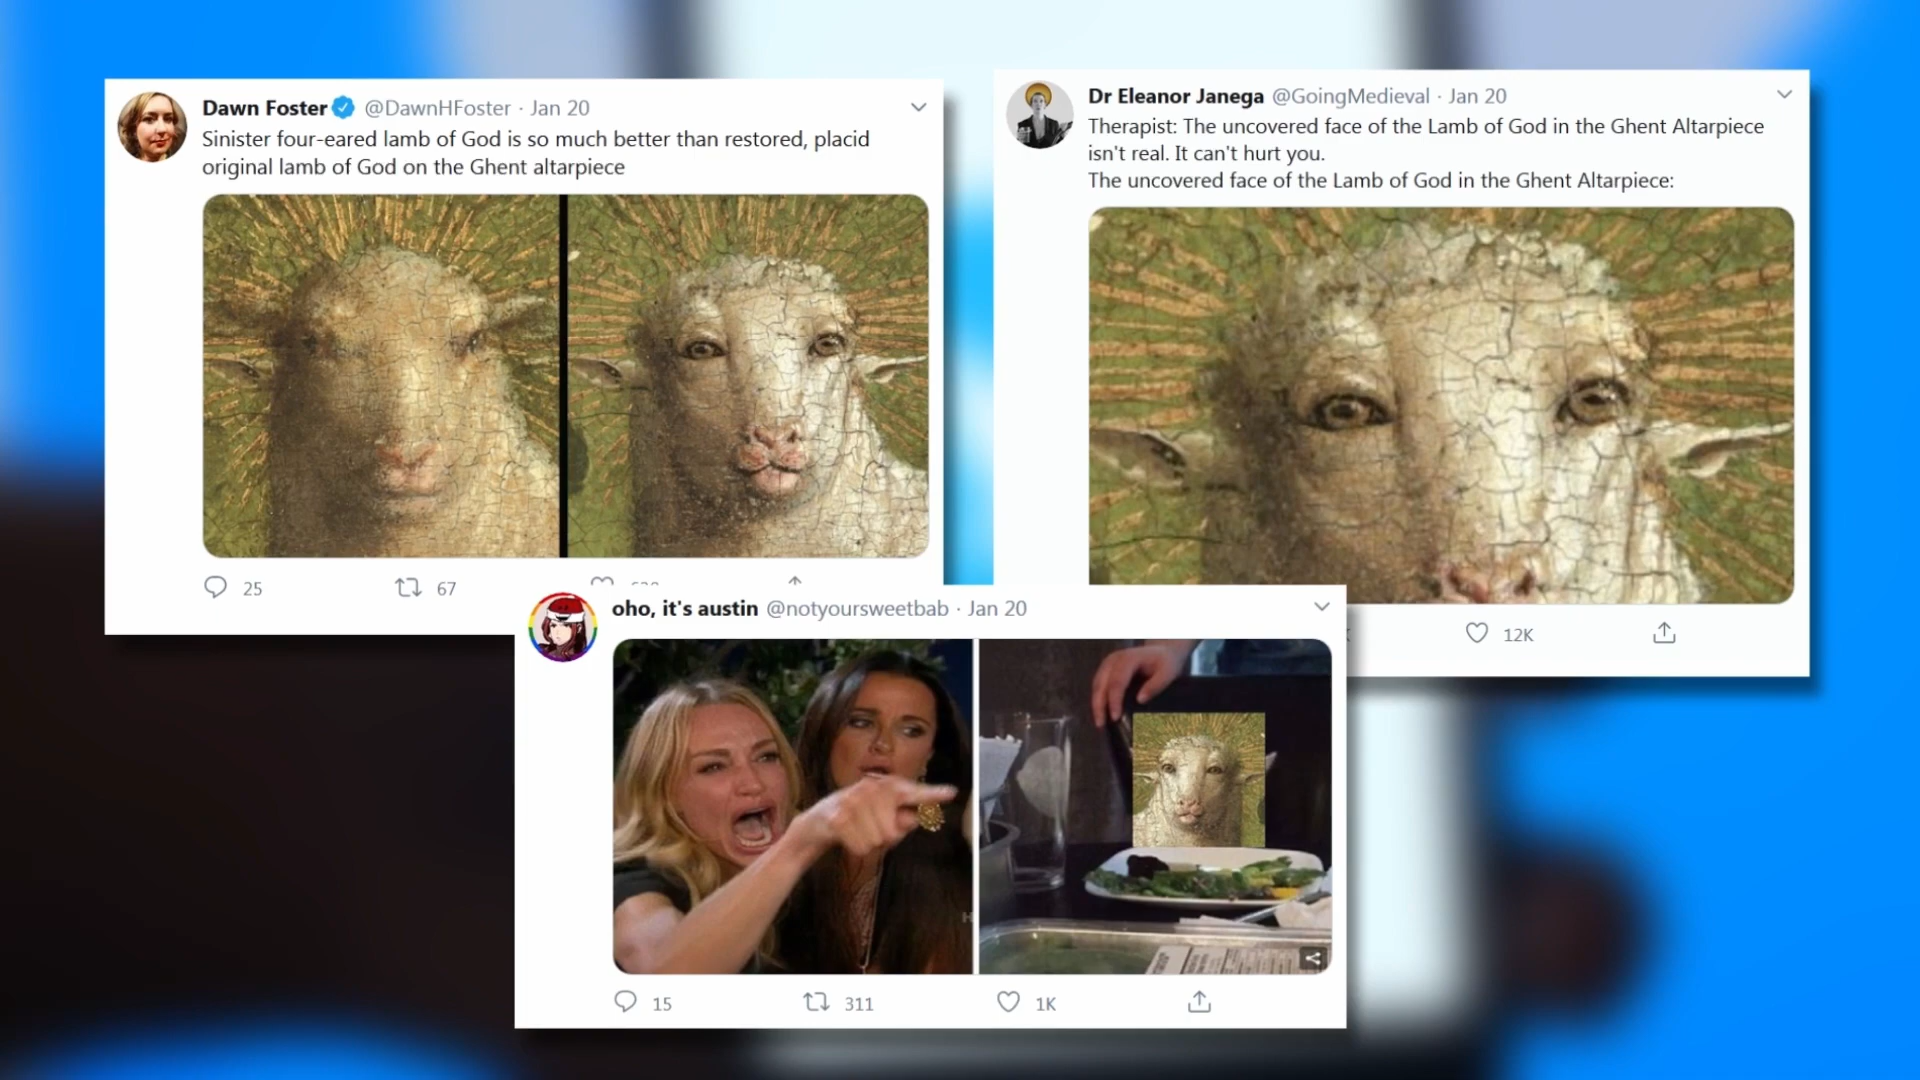 Dawn Foster @DawnHFoster · Jan 20
Sinister four-eared lamb of God is so much better than restored, placid
original lamb of God on the Ghent altarpiece
25 67
Dr Eleanor Janega @GoingMedieval · Jan 20
Therapist: The uncovered face of the Lamb of God in the Ghent Altarpiece
isn't real. It can't hurt you.
The uncovered face of the Lamb of God in the Ghent Altarpiece:
12K
oho, it's austin @notyoursweetbab · Jan 20
15 311 1K